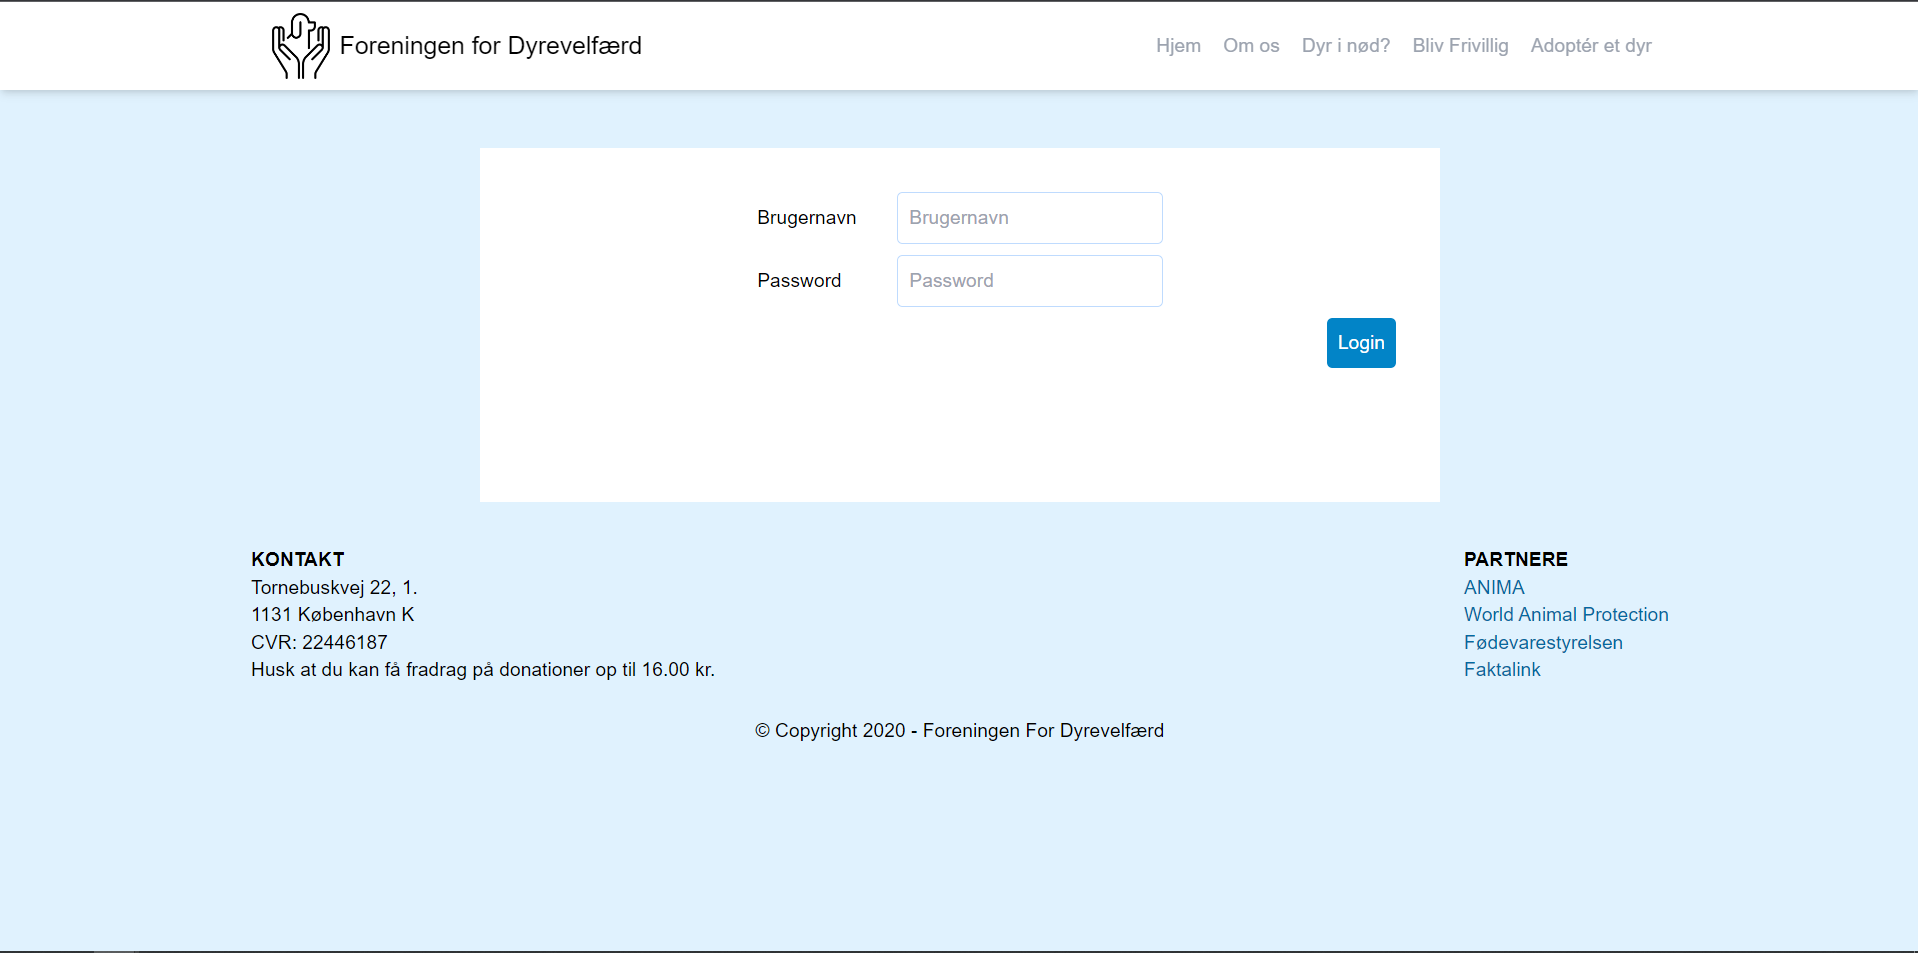 Foreningen for Dyrevelfærd
Hjem Om os Dyr i nød? Bliv Frivillig Adoptér et dyr
Brugernavn Brugernavn
Password Password
Login
KONTAKT
Tornebuskvej 22, 1.
1131 København K
CVR: 22446187
Husk at du kan få fradrag på donationer op til 16.00 kr.
PARTNERE
ANIMA
World Animal Protection
Fødevarestyrelsen
Faktalink
© Copyright 2020 - Foreningen For Dyrevelfærd